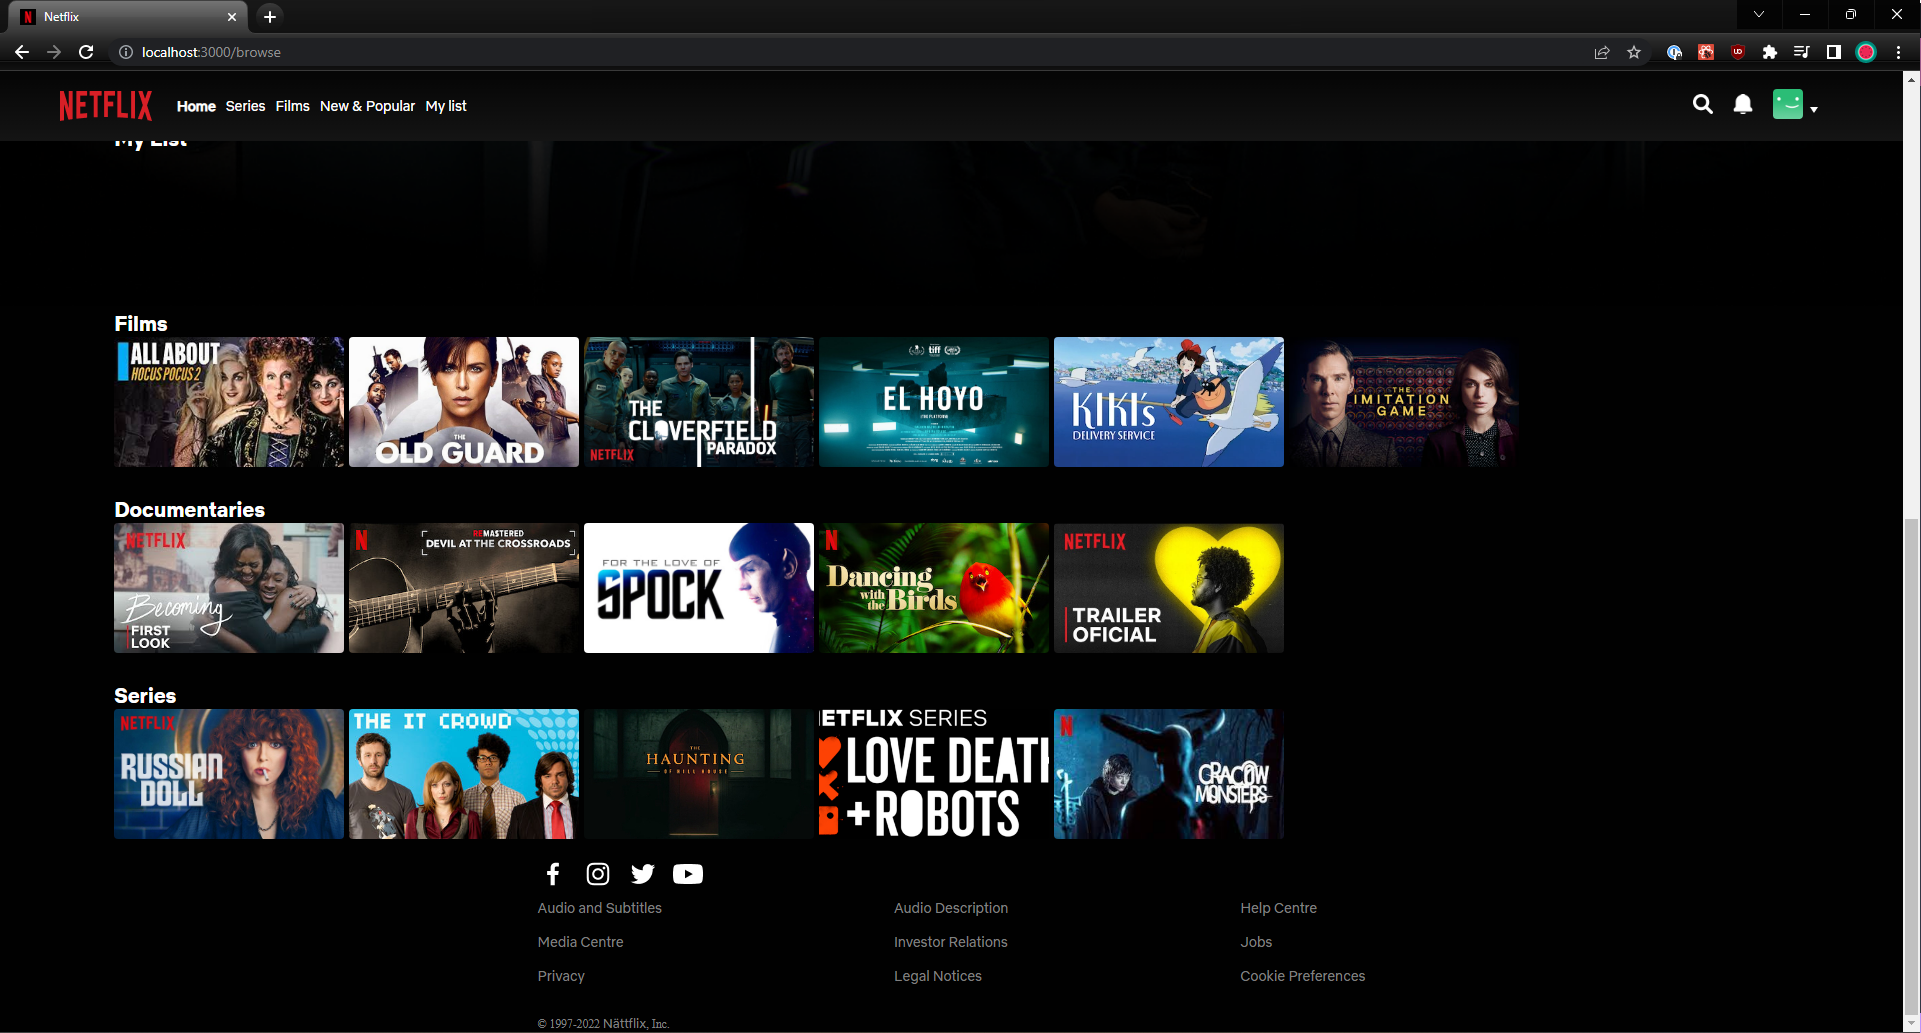 Netflix
localhost:3000/browse
NETFLIX Home Series Films New & Popular My list
My List
Films
ALL ABOUT
HOCUS POCUS 2
THE
OLD GUARD
THE
CLOVERFIELD
PARADOX
NETFLIX
tiff
EL HOYO
KIKI's
DELIVERY SERVICE
THE
IMITATION
GAME
Documentaries
NETFLIX
Becoming
FIRST
LOOK
N
REMASTERED
DEVIL AT THE CROSSROADS
FOR THE LOVE OF
SPOCK
N
Dancing
with the Birds
NETFLIX
TRAILER
OFICIAL
Series
NETFLIX
RUSSIAN
DOLL
THE IT CROWD
THE
HAUNTING
OF HILL HOUSE
ETFLIX SERIES
LOVE DEATH
+ROBOTS
N
CRACOW
MONSTERS
Audio and Subtitles Audio Description Help Centre
Media Centre Investor Relations Jobs
Privacy Legal Notices Cookie Preferences
© 1997-2022 Nättflix, Inc.